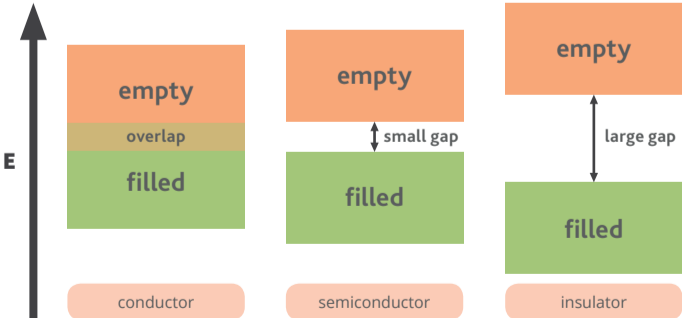 E
empty
overlap
filled
conductor
empty
small gap
filled
semiconductor
empty
large gap
filled
insulator